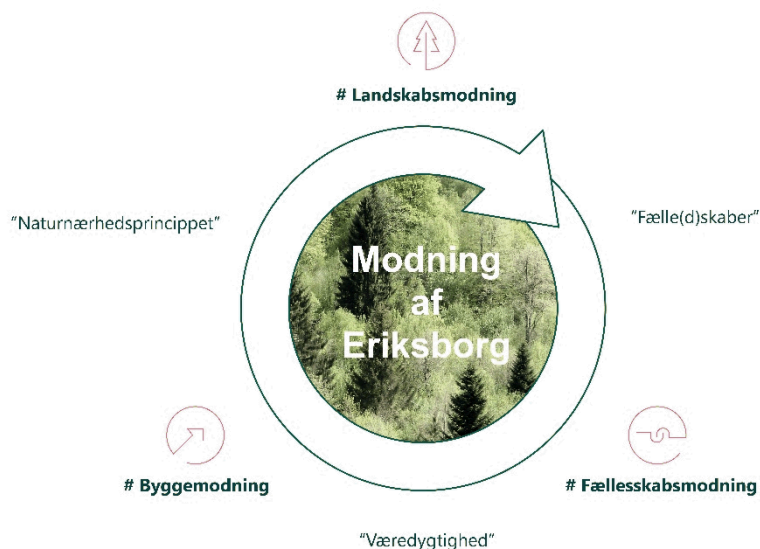 # Landskabsmodning
"Naturnærhedsprincippet"
"Fælle(d)skaber"
Modning
af
Eriksborg
# Byggemodning
# Fællesskabsmodning
"Væredygtighed"